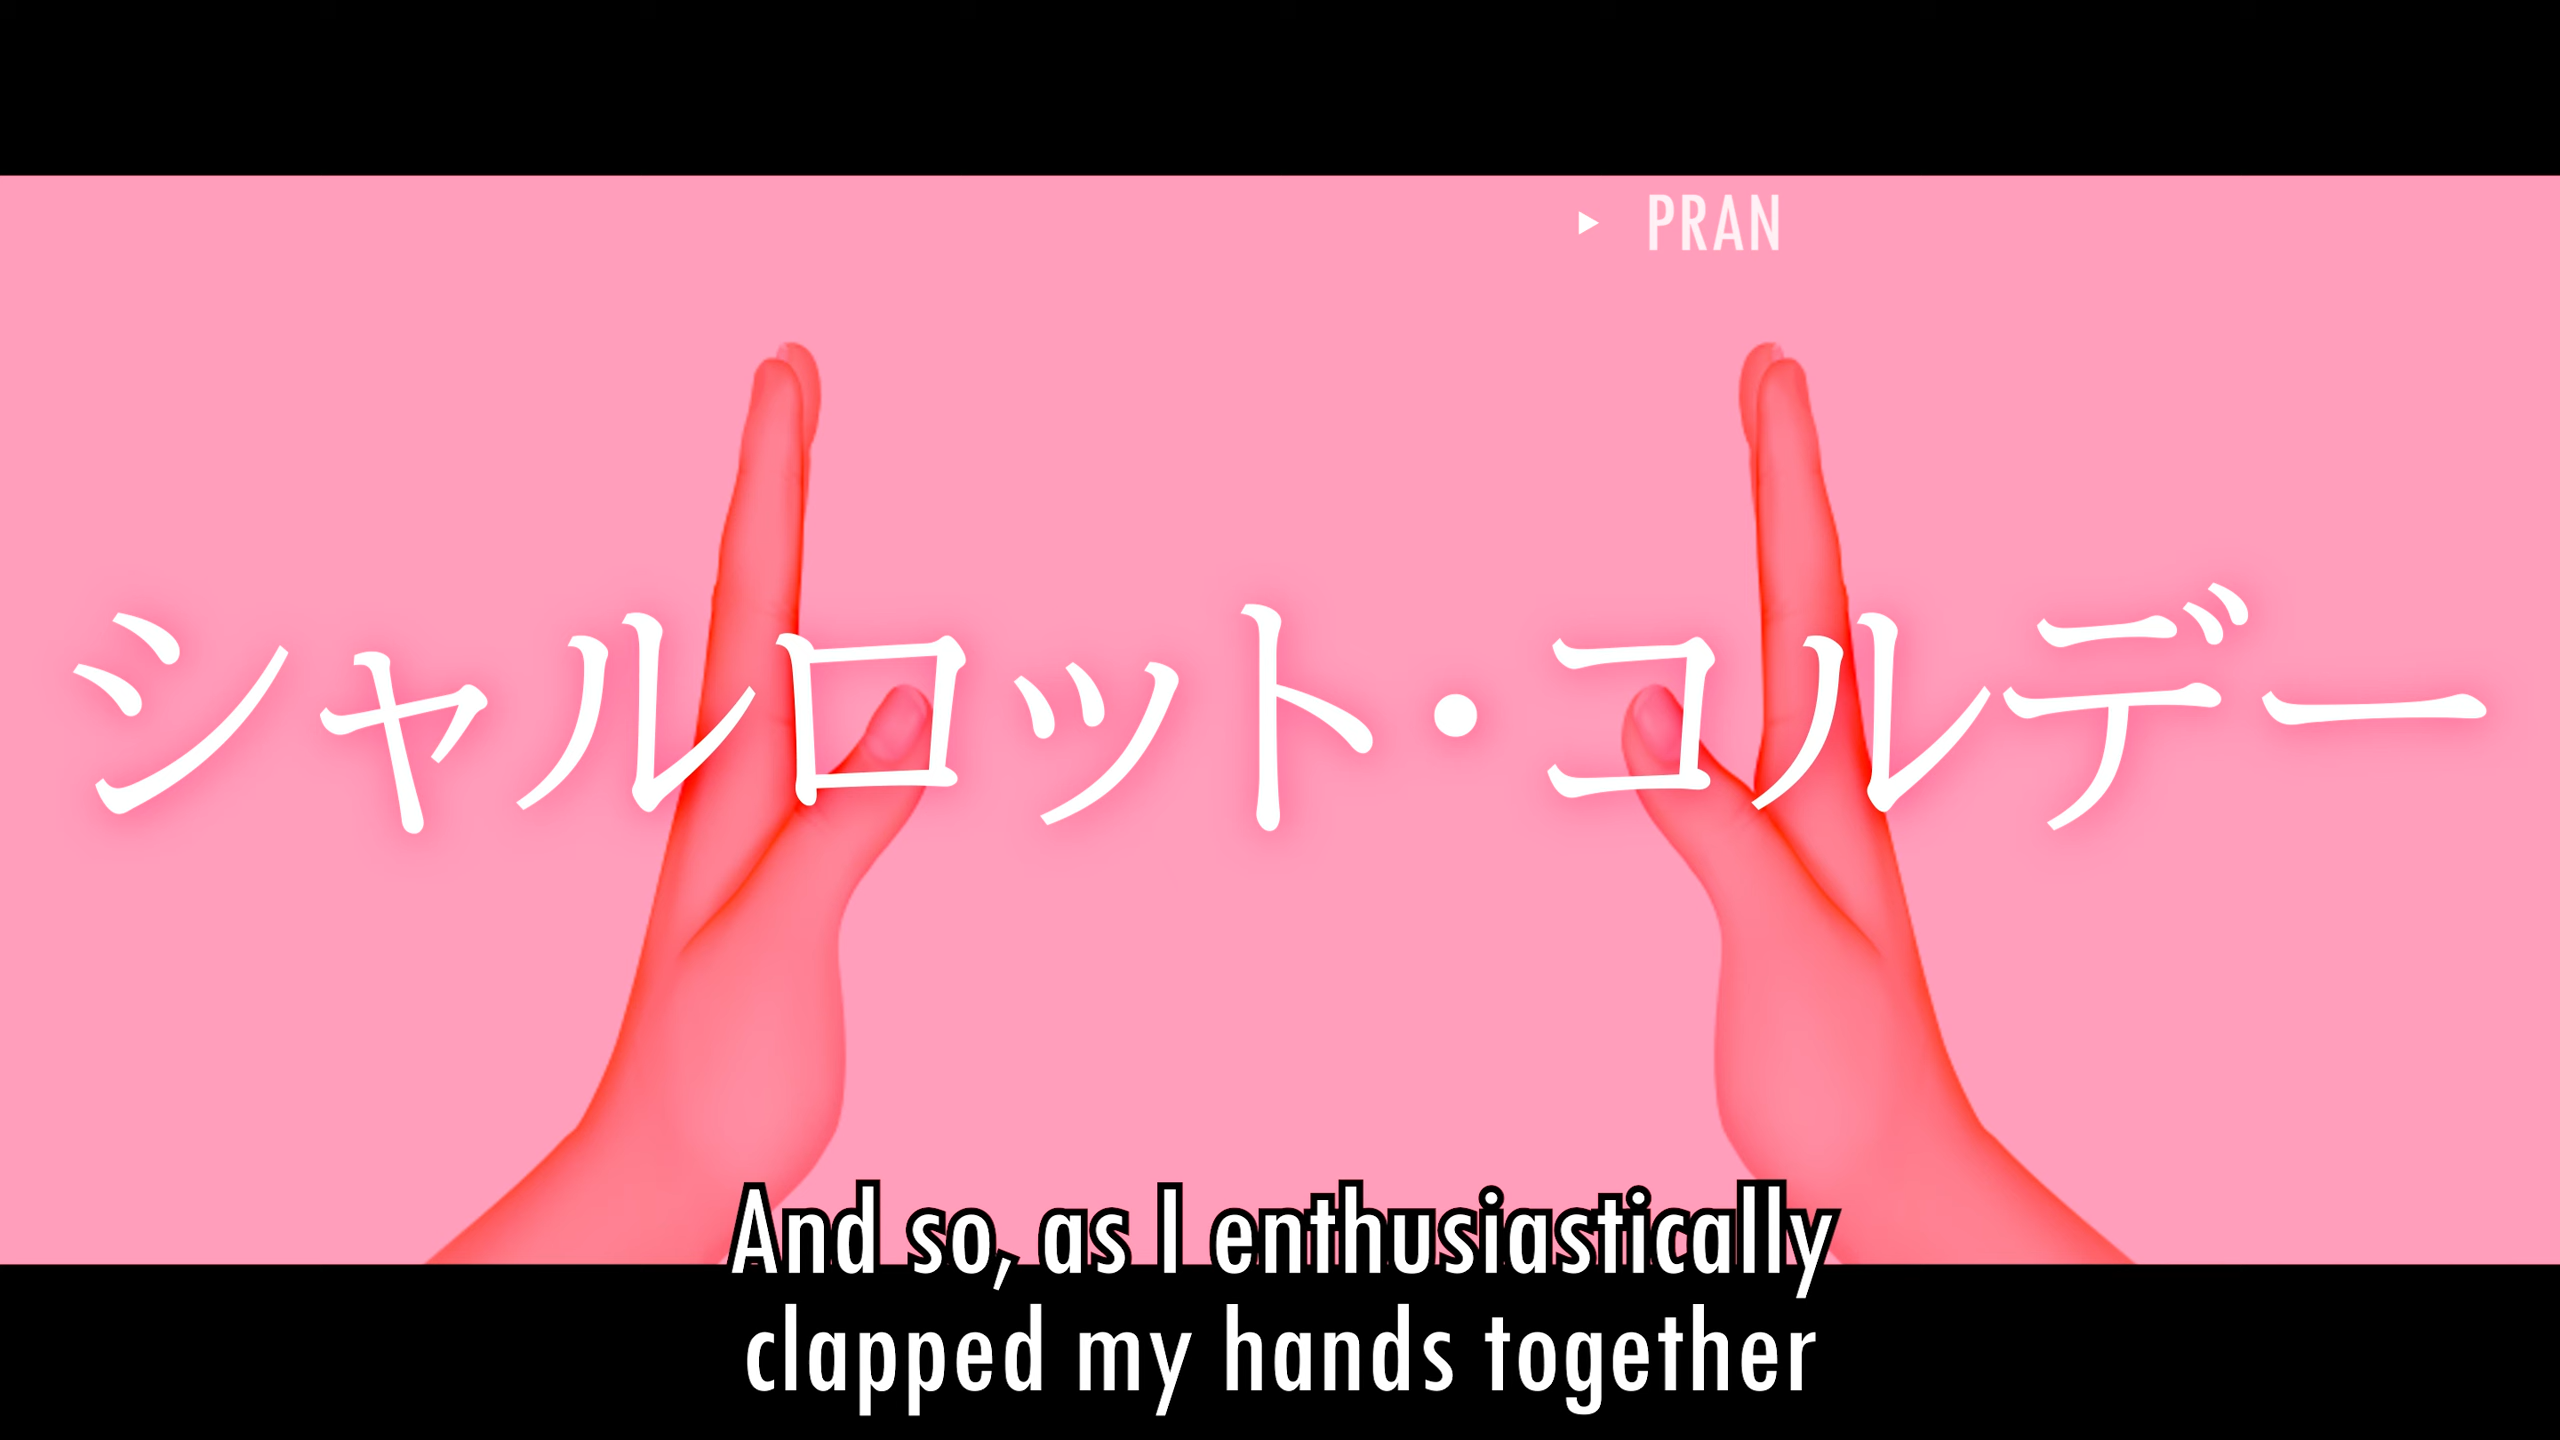 ▶ PRAN
シャルロット・コルデー
And so, as I enthusiastically
clapped my hands together